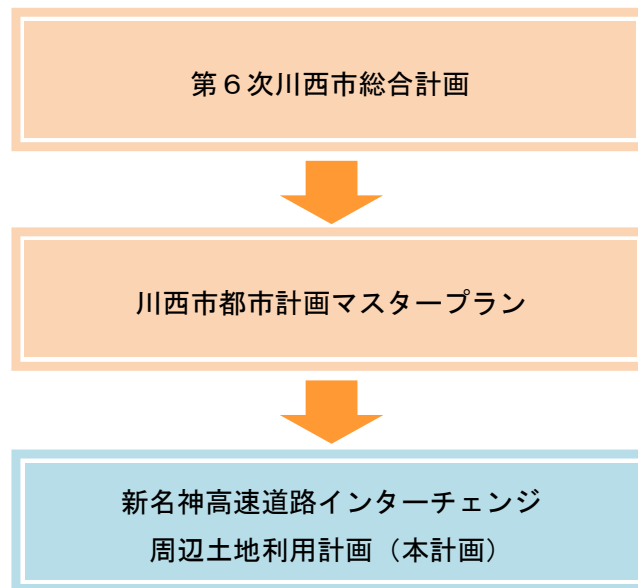 第６次川西市総合計画
川西市都市計画マスタープラン
新名神高速道路インターチェンジ
周辺土地利用計画（本計画）